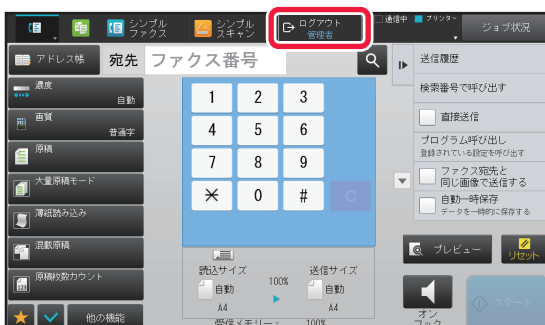 シンプル
ファクス
シンプル
スキャン
ログアウト
管理者
通信中
プリンター
ジョブ状況
アドレス帳
宛先
ファクス番号
送信履歴
濃度
自動
検索番号で呼び出す
画質
普通字
直接送信
原稿
プログラム呼び出し
登録されている設定を呼び出す
大量原稿モード
ファクス宛先と
同じ画像で送信する
薄紙読み込み
自動一時保存
データを一時的に保存する
混載原稿
原稿枚数カウント
1 2 3
4 5 6
7 8 9
＊ 0 # C
プレビュー
リセット
読込サイズ
100%
送信サイズ
自動
自動
A4
A4
他の機能
受信メモリー: 100%
オン
フック
スタート